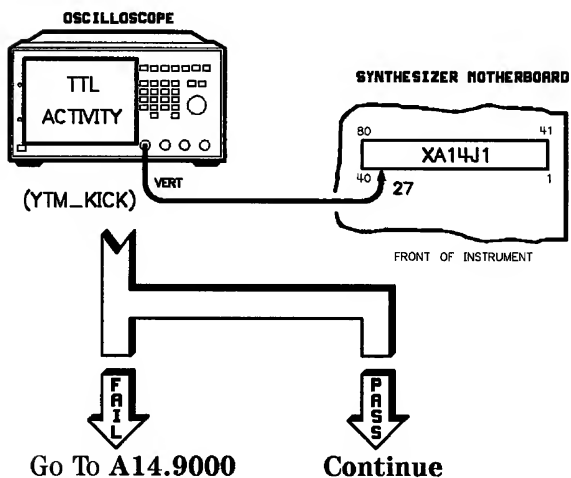 OSCILLOSCOPE
TTL
ACTIVITY
VERT
(YTM_KICK)
SYNTHESIZER MOTHERBOARD
80
41
XA14J1
40
1
27
FRONT OF INSTRUMENT
FAIL
PASS
Go To A14.9000
Continue